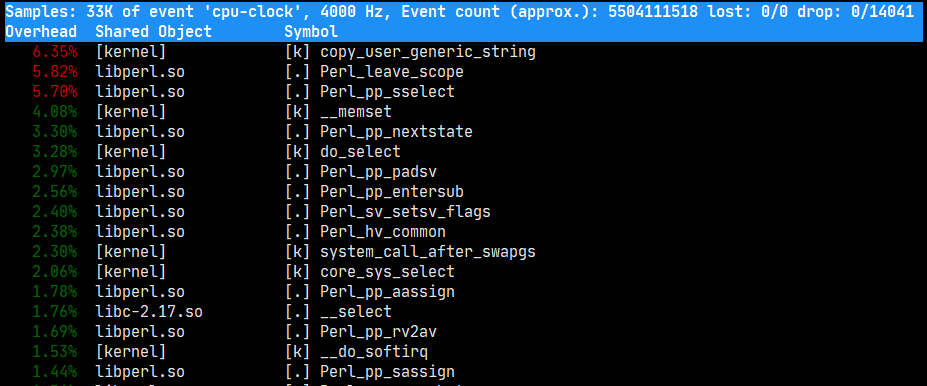 Samples: 33K of event 'cpu-clock', 4000 Hz, Event count (approx.): 5504111518 lost: 0/0 drop: 0/14041
Overhead  Shared Object        Symbol
6.35%  [kernel]             [k] copy_user_generic_string
5.82%  libperl.so           [.] Perl_leave_scope
5.70%  libperl.so           [.] Perl_pp_sselect
4.08%  [kernel]             [k] __memset
3.30%  libperl.so           [.] Perl_pp_nextstate
3.28%  [kernel]             [k] do_select
2.97%  libperl.so           [.] Perl_pp_padsv
2.56%  libperl.so           [.] Perl_pp_entersub
2.40%  libperl.so           [.] Perl_sv_setsv_flags
2.38%  libperl.so           [.] Perl_hv_common
2.30%  [kernel]             [k] system_call_after_swapgs
2.06%  [kernel]             [k] core_sys_select
1.78%  libperl.so           [.] Perl_pp_aassign
1.76%  libc-2.17.so         [.] __select
1.69%  libperl.so           [.] Perl_pp_rv2av
1.53%  [kernel]             [k] __do_softirq
1.44%  libperl.so           [.] Perl_pp_sassign